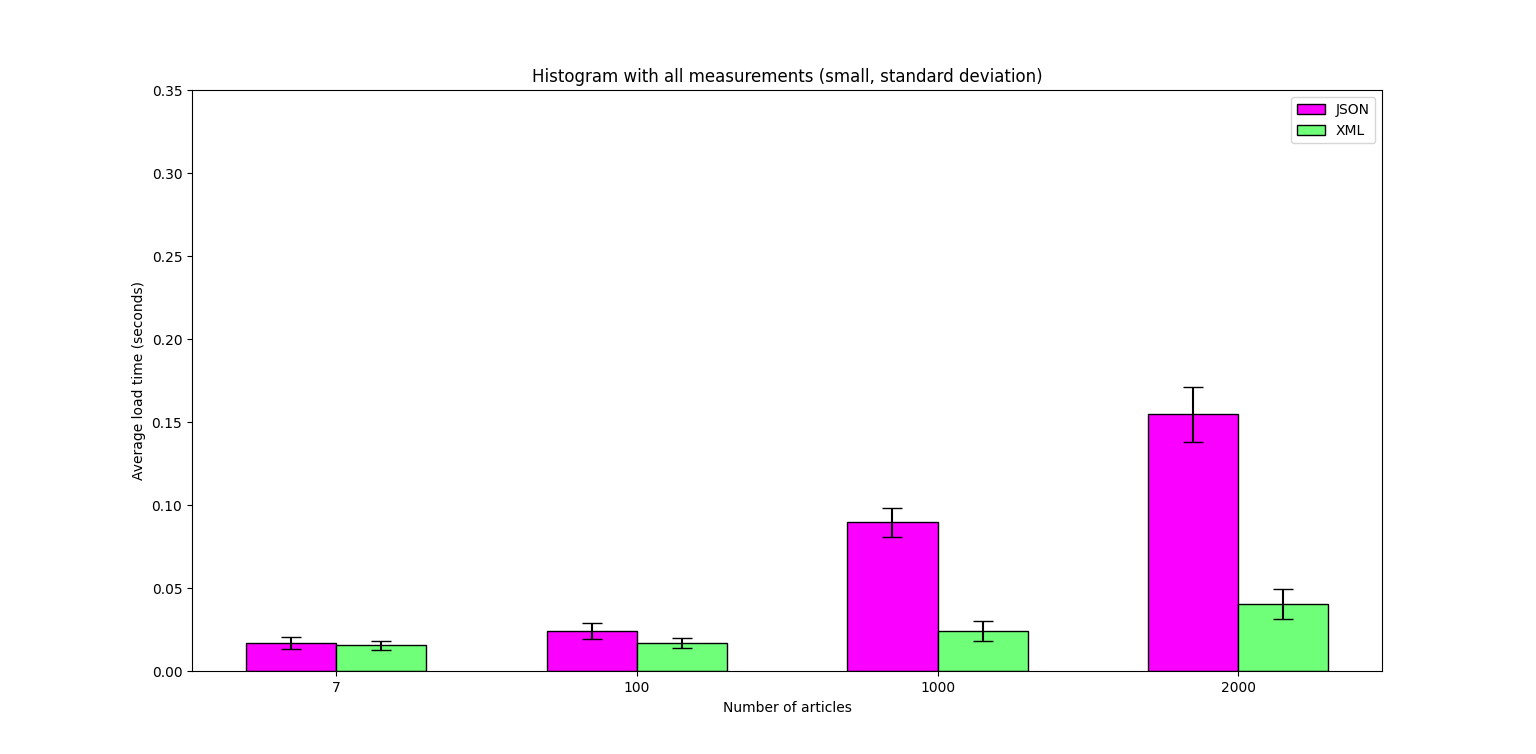 Histogram with all measurements (small, standard deviation)
JSON
XML
0.35
0.30
0.25
0.20
0.15
0.10
0.05
0.00
Average load time (seconds)
7
100
1000
2000
Number of articles